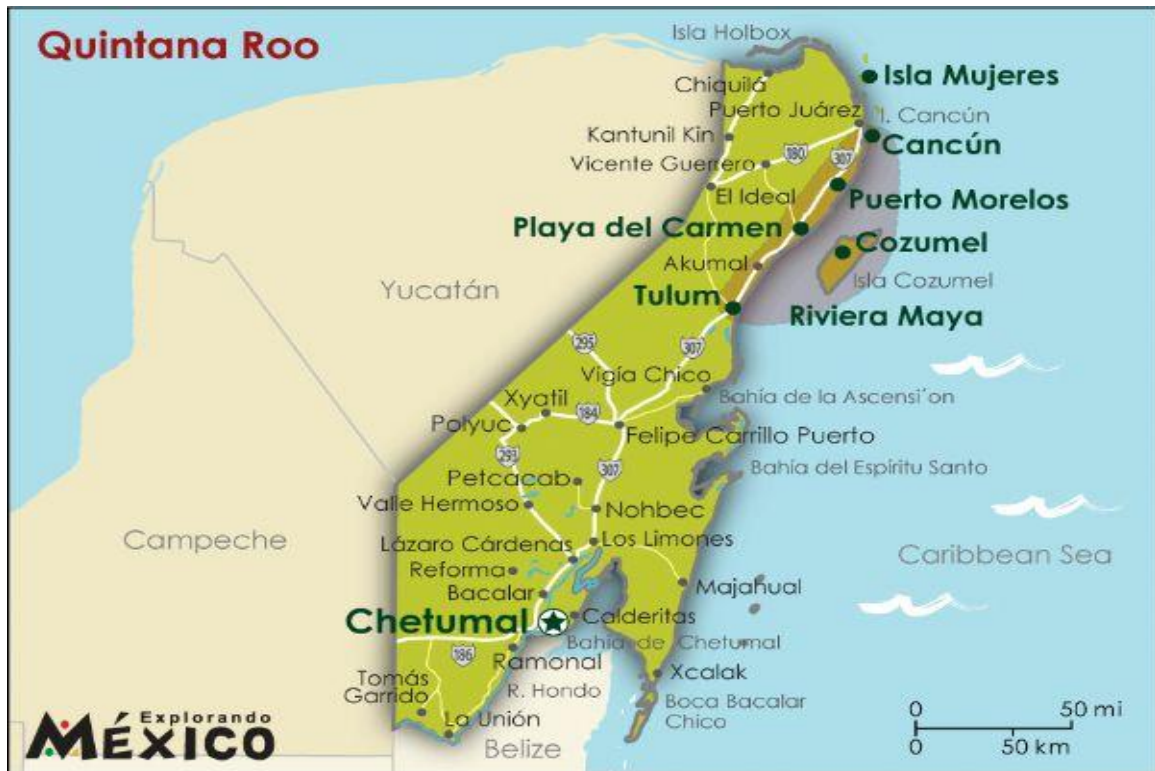 Quintana Roo
Isla Holbox
Chiquilá
Isla Mujeres
Puerto Juárez
I. Cancún
Kantunil Kin
Cancún
Vicente Guerrero
180
307
El Ideal
Puerto Morelos
Playa del Carmen
Cozumel
Akumal
Isla Cozumel
Yucatán
Tulum
Riviera Maya
295
307
Vigía Chico
Bahía de la Ascensi´on
Xyatil
184
Polyuc
Felipe Carrillo Puerto
293
307
Bahía del Espíritu Santo
Petcacab
Valle Hermoso
Nohbec
Campeche
Lázaro Cárdenas
Los Limones
Caribbean Sea
Reforma
Majahual
Bacalar
Chetumal
Calderitas
Bahía de Chetumal
186
Ramonal
Xcalak
Tomás
Garrido
R. Hondo
Boca Bacalar
Chico
La Unión
Belize
Explorando
MÉXICO
0 50 mi
0 50 km